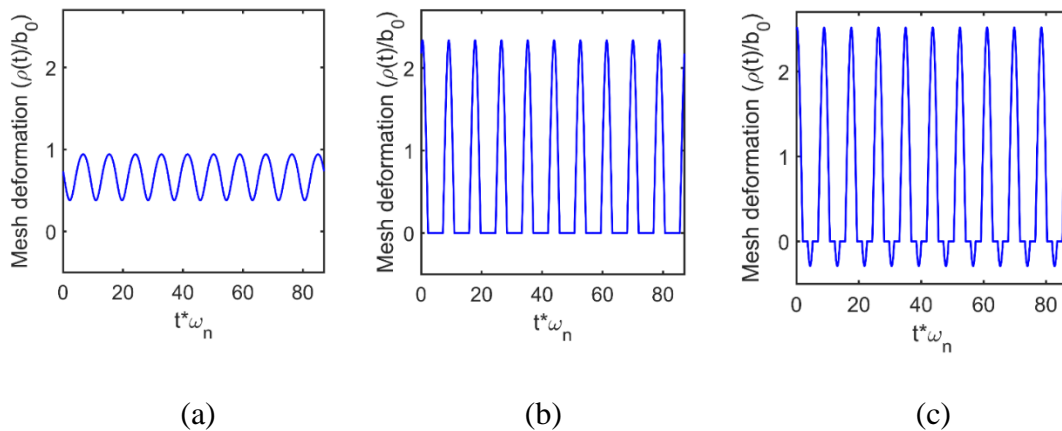 Mesh deformation (ρ(t)/b₀)
2
1
0
0 20 40 60 80
t*ωₙ
(a)
Mesh deformation (ρ(t)/b₀)
2
1
0
0 20 40 60 80
t*ωₙ
(b)
Mesh deformation (ρ(t)/b₀)
2
1
0
0 20 40 60 80
t*ωₙ
(c)